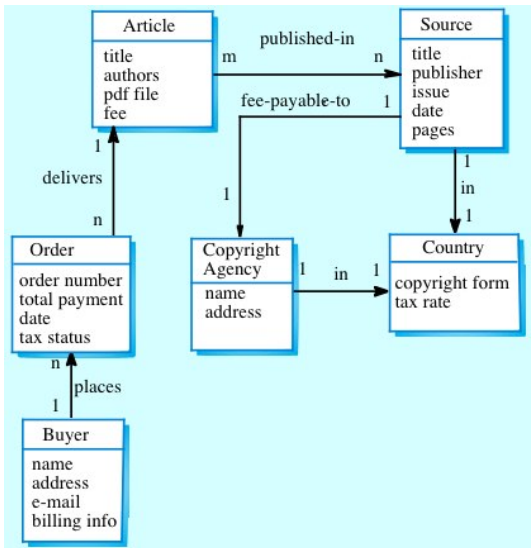 Article
title
authors
pdf file
fee
m
published-in
n
Source
title
publisher
issue
date
pages
fee-payable-to
1
1
delivers
n
1
1
in
1
Order
order number
total payment
date
tax status
Copyright
Agency
name
address
1
in
1
Country
copyright form
tax rate
n
places
1
Buyer
name
address
e-mail
billing info